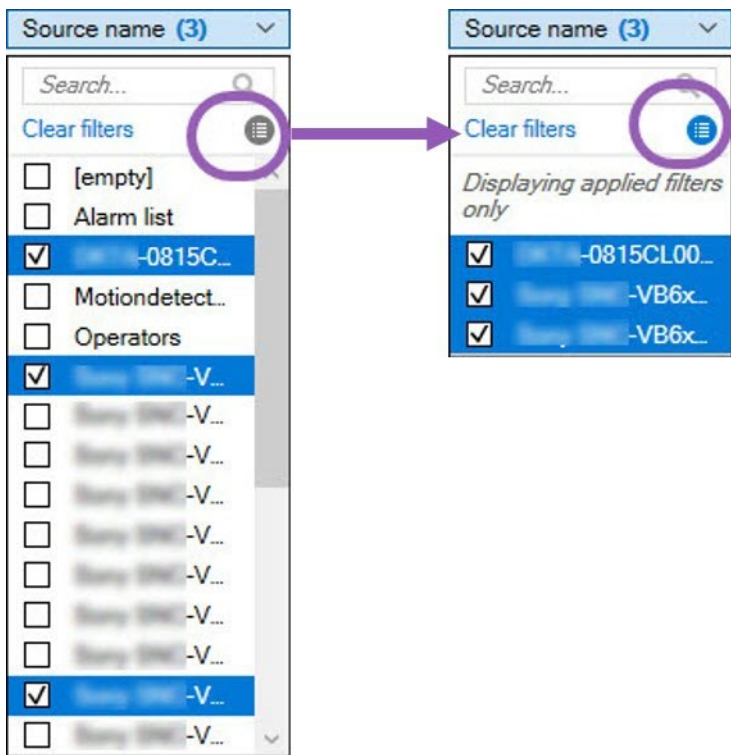 Source name (3)
Search...
Clear filters
[empty]
Alarm list
-0815C...
Motiondetect...
Operators
-V...
-V...
-V...
-V...
-V...
-V...
-V...
-V...
-V...
-V...
Source name (3)
Search...
Clear filters
Displaying applied filters
only
-0815CL00...
-VB6x...
-VB6x...